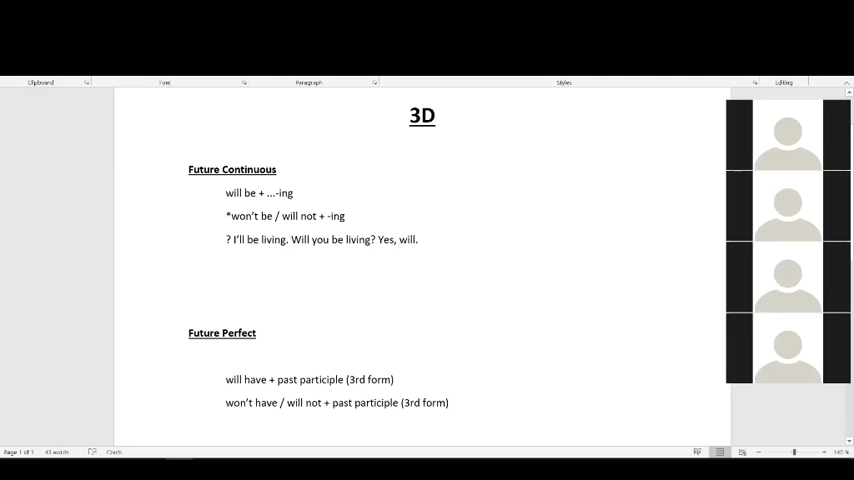 Clipboard
Font
Paragraph
Styles
Editing
3D
Future Continuous
will be + ...-ing
*won't be / will not + -ing
? I'll be living. Will you be living? Yes, will.
Future Perfect
will have + past participle (3rd form)
won't have / will not + past participle (3rd form)
Page 1 of 1
43 words
Czech
140 %